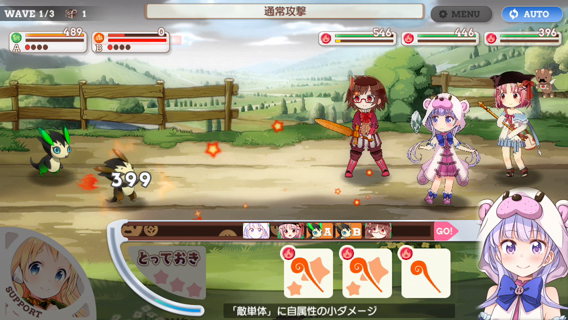 WAVE 1/3 1
通常攻撃
MENU
AUTO
489
A
0
B
546
446
396
399
A B GO!
SUPPORT
とっておき
「敵単体」に自属性の小ダメージ